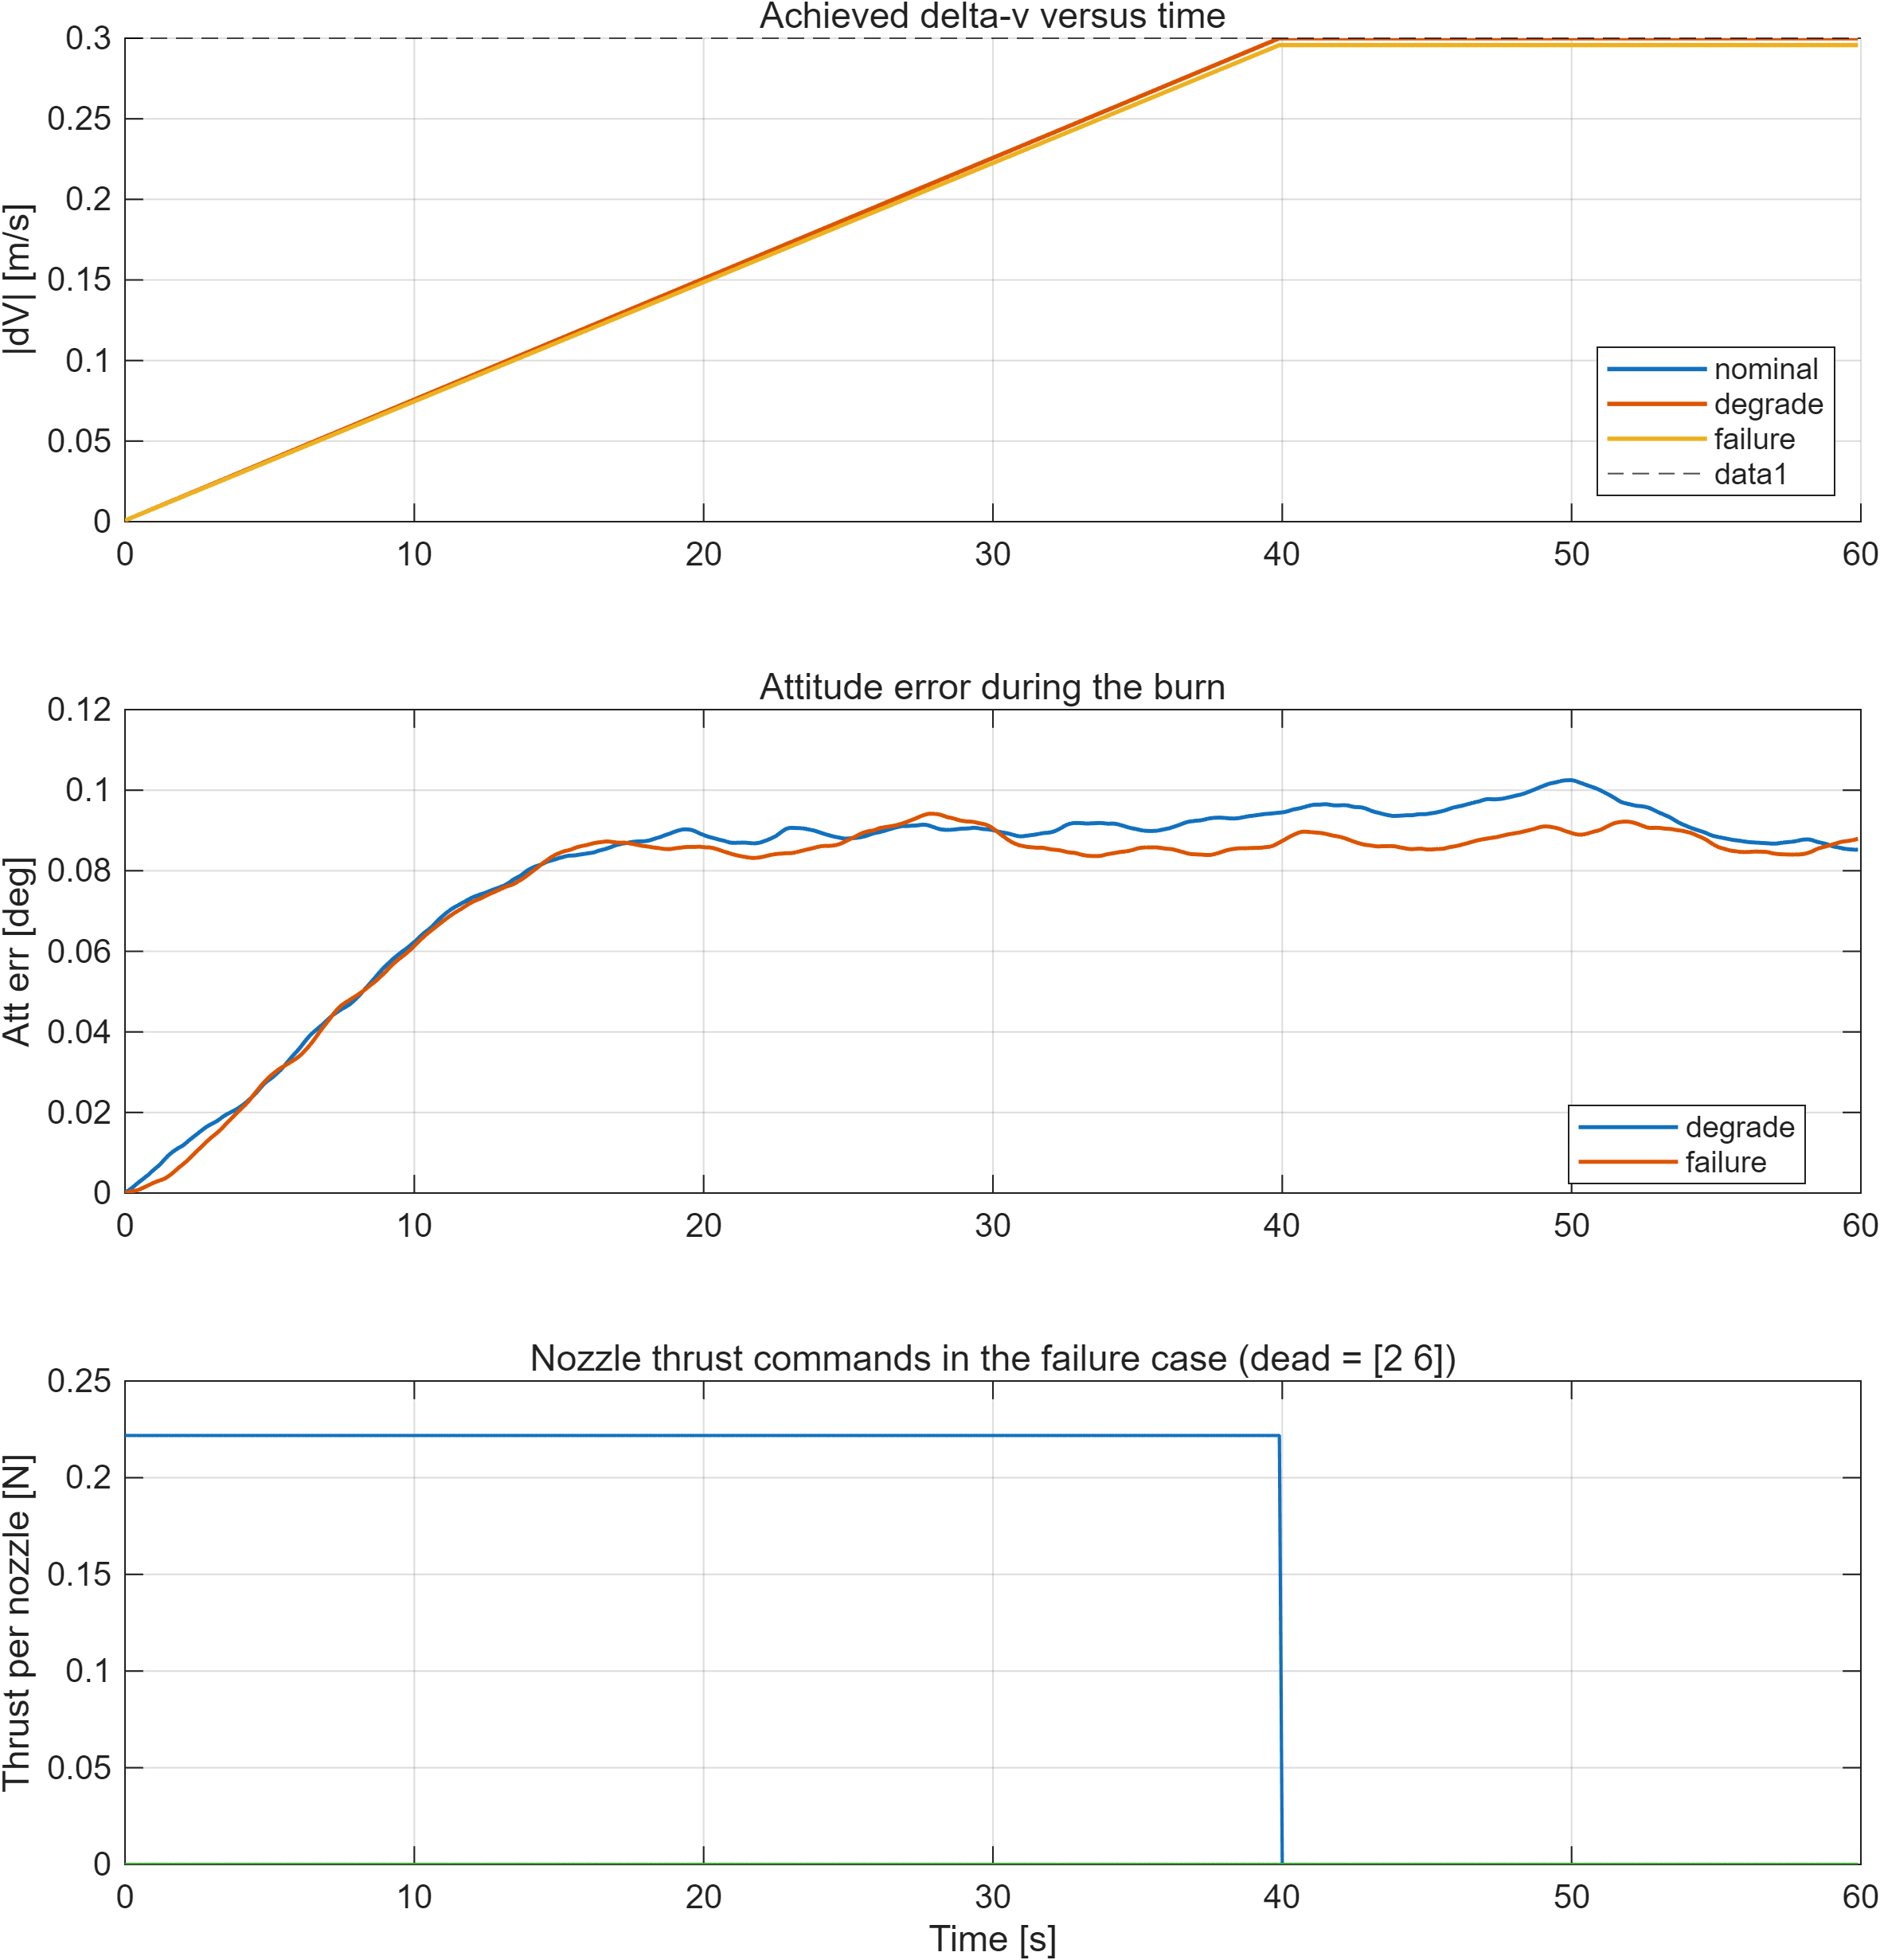 Achieved delta-v versus time
0.3
0.25
0.2
0.15
0.1
0.05
0
|dV| [m/s]
nominal
degrade
failure
data1
0 10 20 30 40 50 60
Attitude error during the burn
0.12
0.1
0.08
0.06
0.04
0.02
0
Att err [deg]
degrade
failure
0 10 20 30 40 50 60
Nozzle thrust commands in the failure case (dead = [2 6])
0.25
0.2
0.15
0.1
0.05
0
Thrust per nozzle [N]
0 10 20 30 40 50 60
Time [s]